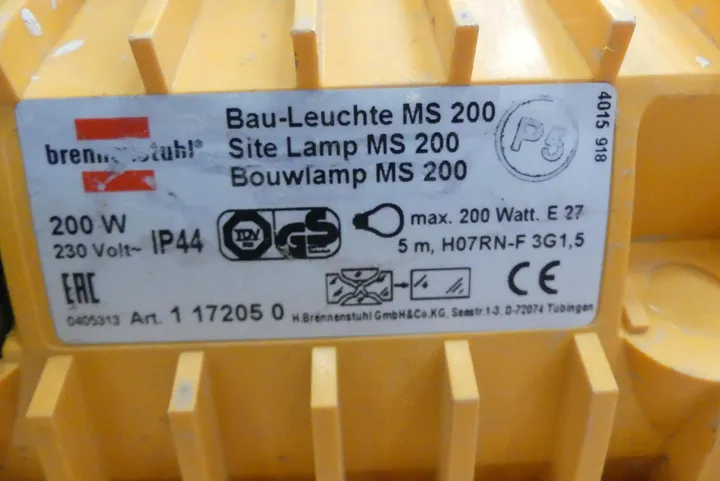 brennenstuhl®
Bau-Leuchte MS 200
Site Lamp MS 200
Bouwlamp MS 200
P5
4015 918
200 W
230 Volt~ IP44
TÜV
GS
max. 200 Watt. E 27
5 m, H07RN-F 3G1,5
EAC
CE
0405313 Art. 1 17205 0
H.Brennenstuhl GmbH&Co.KG, Seestr.1-3, D-72074 Tübingen